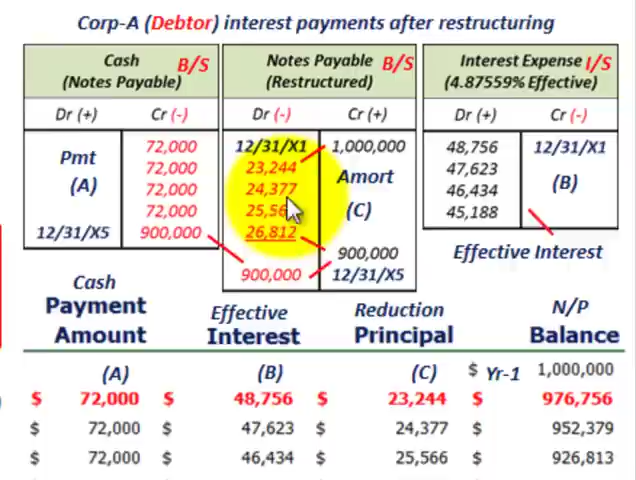 Corp-A (Debtor) interest payments after restructuring
Cash B/S
(Notes Payable)
Notes Payable B/S
(Restructured)
Interest Expense I/S
(4.87559% Effective)
Dr (+) Cr (-)
Dr (-) Cr (+)
Dr (+) Cr (-)
Pmt
(A)
12/31/X5
72,000
72,000
72,000
72,000
900,000
12/31/X1 1,000,000
23,244
24,377
26,812
Amort
(C)
900,000
900,000 12/31/X5
48,756 12/31/X1
47,623
46,434
45,188
(B)
Effective Interest
Cash
Payment
Amount
Effective
Interest
Reduction
Principal
N/P
Balance
(A) (B) (C) $ Yr-1 1,000,000
$ 72,000 $ 48,756 $ 23,244 $ 976,756
$ 72,000 $ 47,623 $ 24,377 $ 952,379
$ 72,000 $ 46,434 $ 25,566 $ 926,813